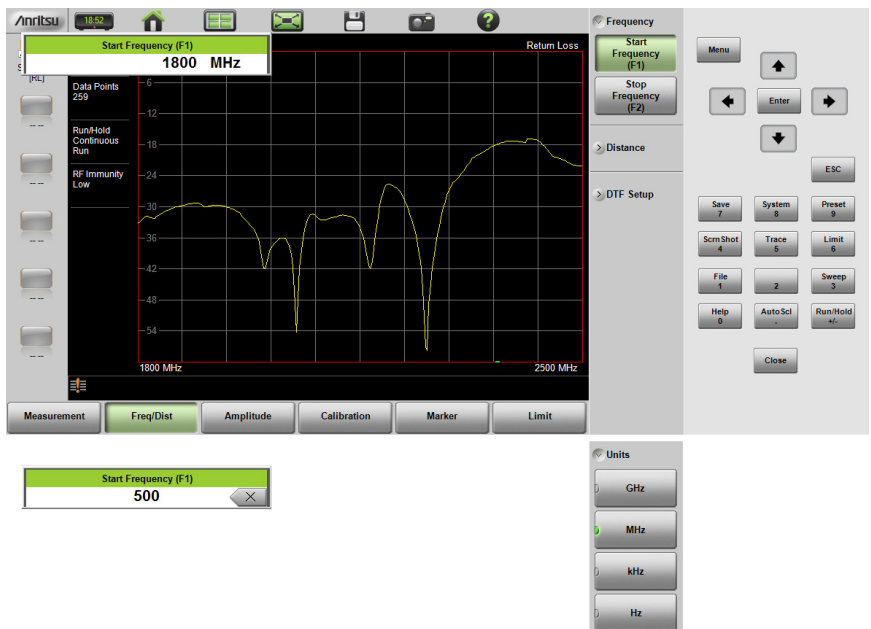 Anritsu
18:52
?
Start Frequency (F1)
1800 MHz
[RL]
-- --
-- --
-- --
-- --
-- --
Data Points
259
Run/Hold
Continuous
Run
RF Immunity
Low
Return Loss
-6
-12
-18
-24
-30
-36
-42
-48
-54
1800 MHz
2500 MHz
Measurement
Freq/Dist
Amplitude
Calibration
Marker
Limit
Frequency
Start
Frequency
(F1)
Stop
Frequency
(F2)
Distance
DTF Setup
Menu
Enter
ESC
Save
7
System
8
Preset
9
ScrnShot
4
Trace
5
Limit
6
File
1
2
Sweep
3
Help
0
AutoScl
.
Run/Hold
+/-
Close
Start Frequency (F1)
500
Units
GHz
MHz
kHz
Hz